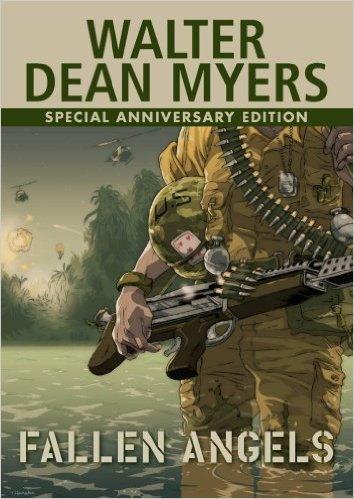 WALTER
DEAN MYERS
SPECIAL ANNIVERSARY EDITION
FALLEN ANGELS